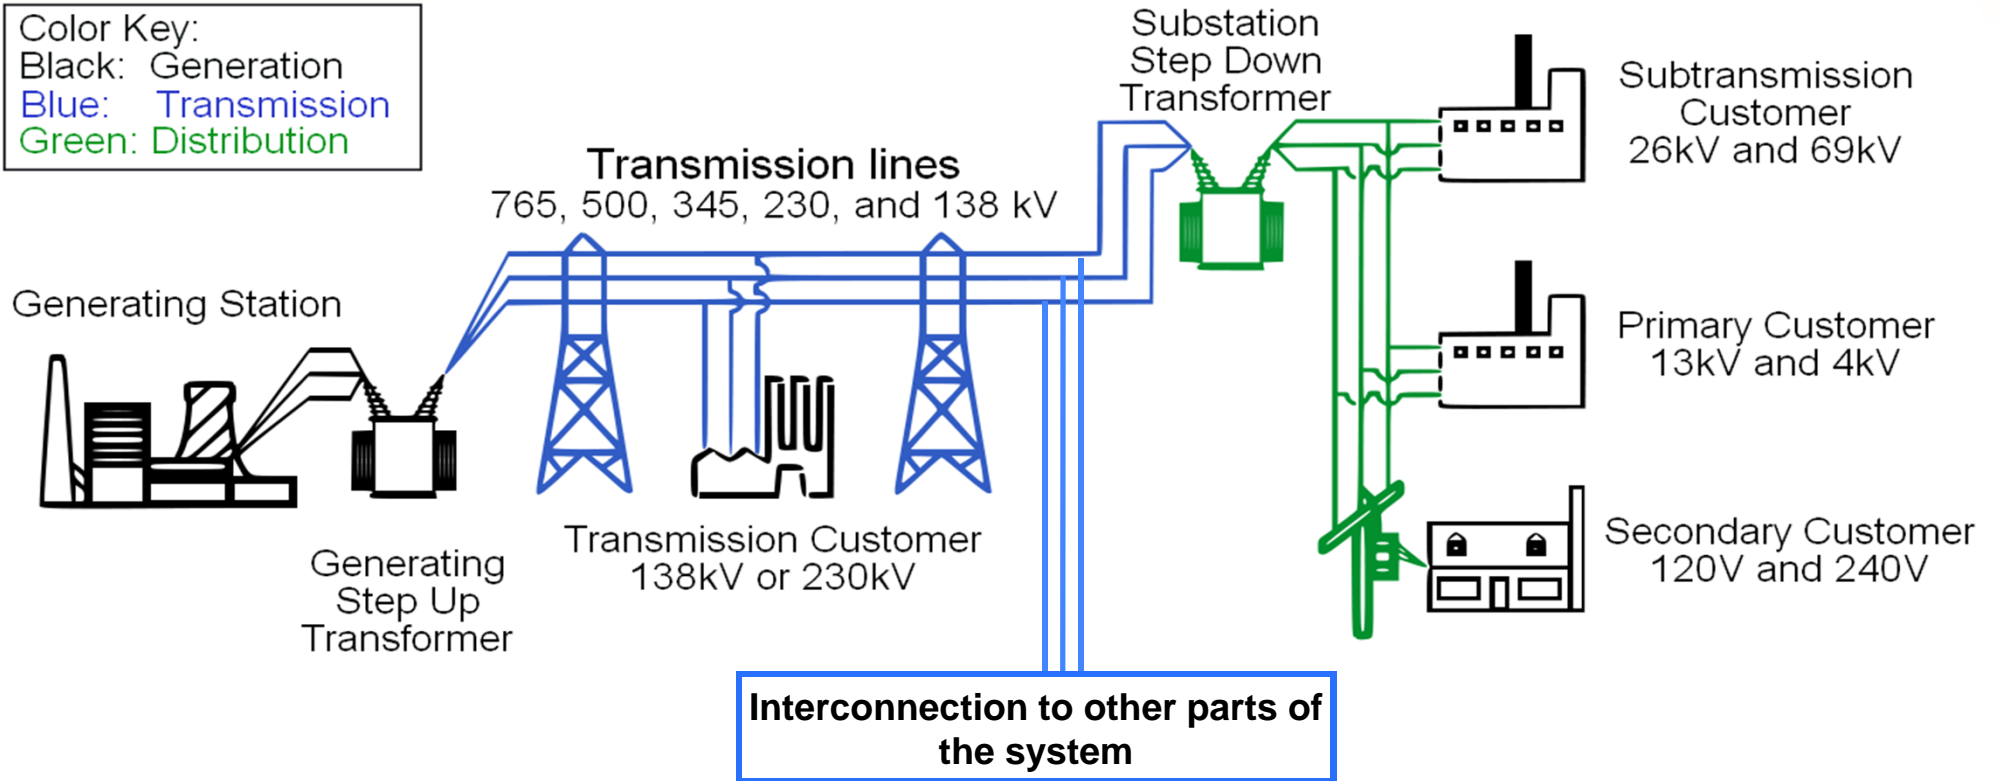 Color Key:
Black: Generation
Blue: Transmission
Green: Distribution
Substation
Step Down
Transformer
Subtransmission
Customer
26kV and 69kV
Transmission lines
765, 500, 345, 230, and 138 kV
Generating Station
Primary Customer
13kV and 4kV
Transmission Customer
138kV or 230kV
Secondary Customer
120V and 240V
Generating
Step Up
Transformer
Interconnection to other parts of
the system